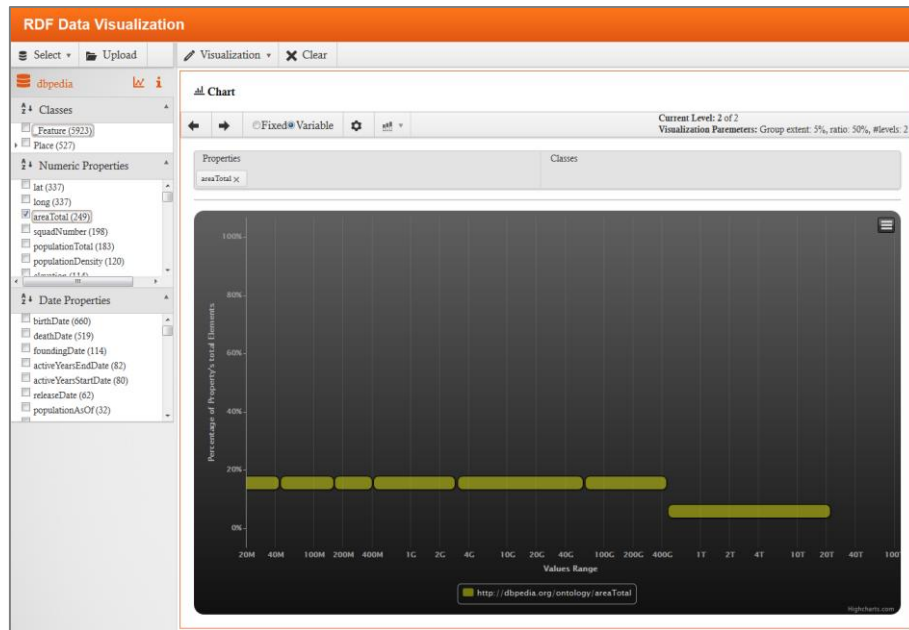 RDF Data Visualization
Select Upload Visualization Clear
dbpedia
Classes
_Feature (5923)
Place (527)
Numeric Properties
lat (337)
long (337)
areaTotal (249)
squadNumber (198)
populationTotal (183)
populationDensity (120)
elevation (114)
Date Properties
birthDate (660)
deathDate (519)
foundingDate (114)
activeYearsEndDate (82)
activeYearsStartDate (80)
releaseDate (62)
populationAsOf (32)
Chart
Fixed Variable
Current Level: 2 of 2
Visualization Paremeters: Group extent: 5%, ratio: 50%, #levels: 2
Properties Classes
areaTotal
100%
80%
60%
40%
20%
0%
Percentage of Property's total Elements
20M 40M 100M 200M 400M 1G 2G 4G 10G 20G 40G 100G 200G 400G 1T 2T 4T 10T 20T 40T 100T
Values Range
http://dbpedia.org/ontology/areaTotal
Highcharts.com